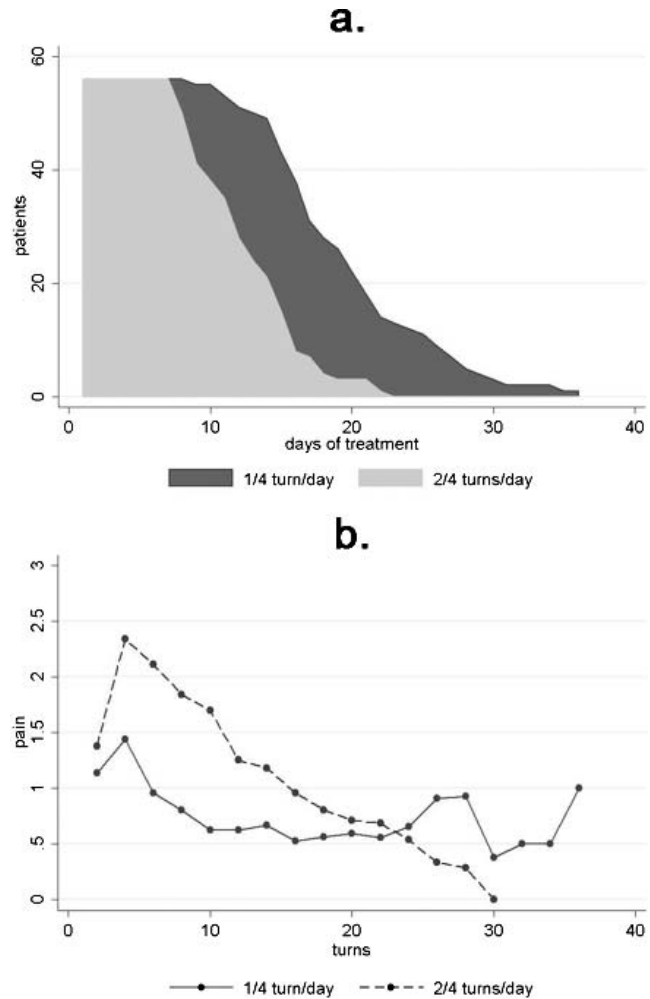 a.
60
40
20
0
patients
0 10 20 30 40
days of treatment
1/4 turn/day 2/4 turns/day
b.
3
2.5
2
1.5
1
.5
0
pain
0 10 20 30 40
turns
1/4 turn/day 2/4 turns/day